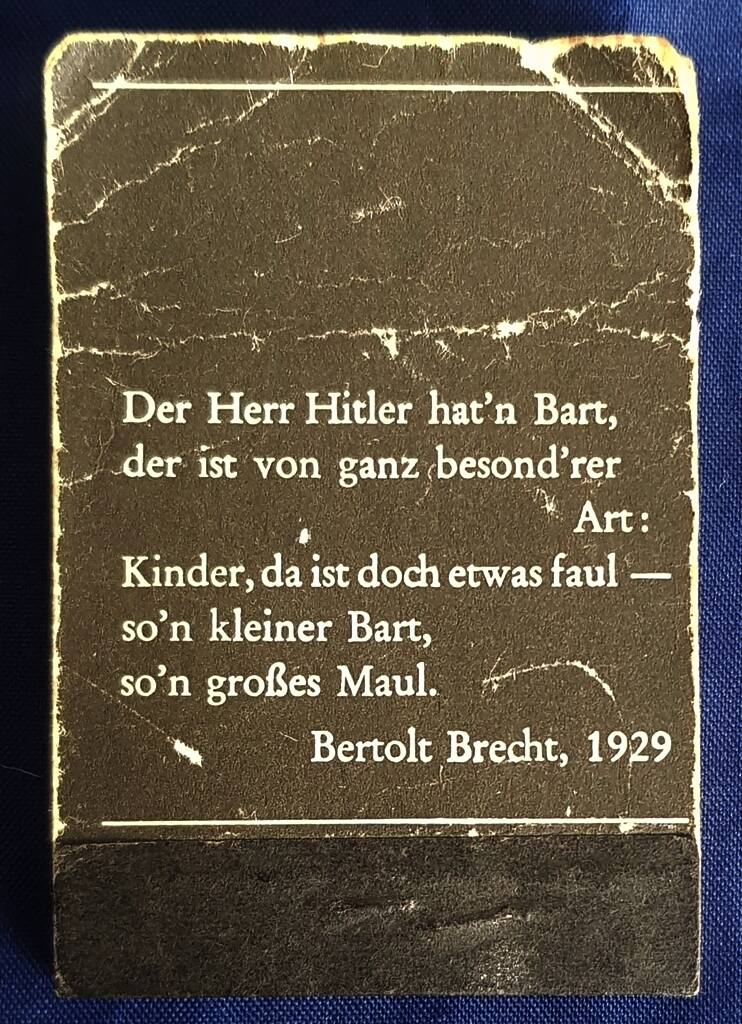 Der Herr Hitler hat'n Bart,
der ist von ganz besond'rer
Art:
Kinder, da ist doch etwas faul —
so'n kleiner Bart,
so'n großes Maul.
Bertolt Brecht, 1929